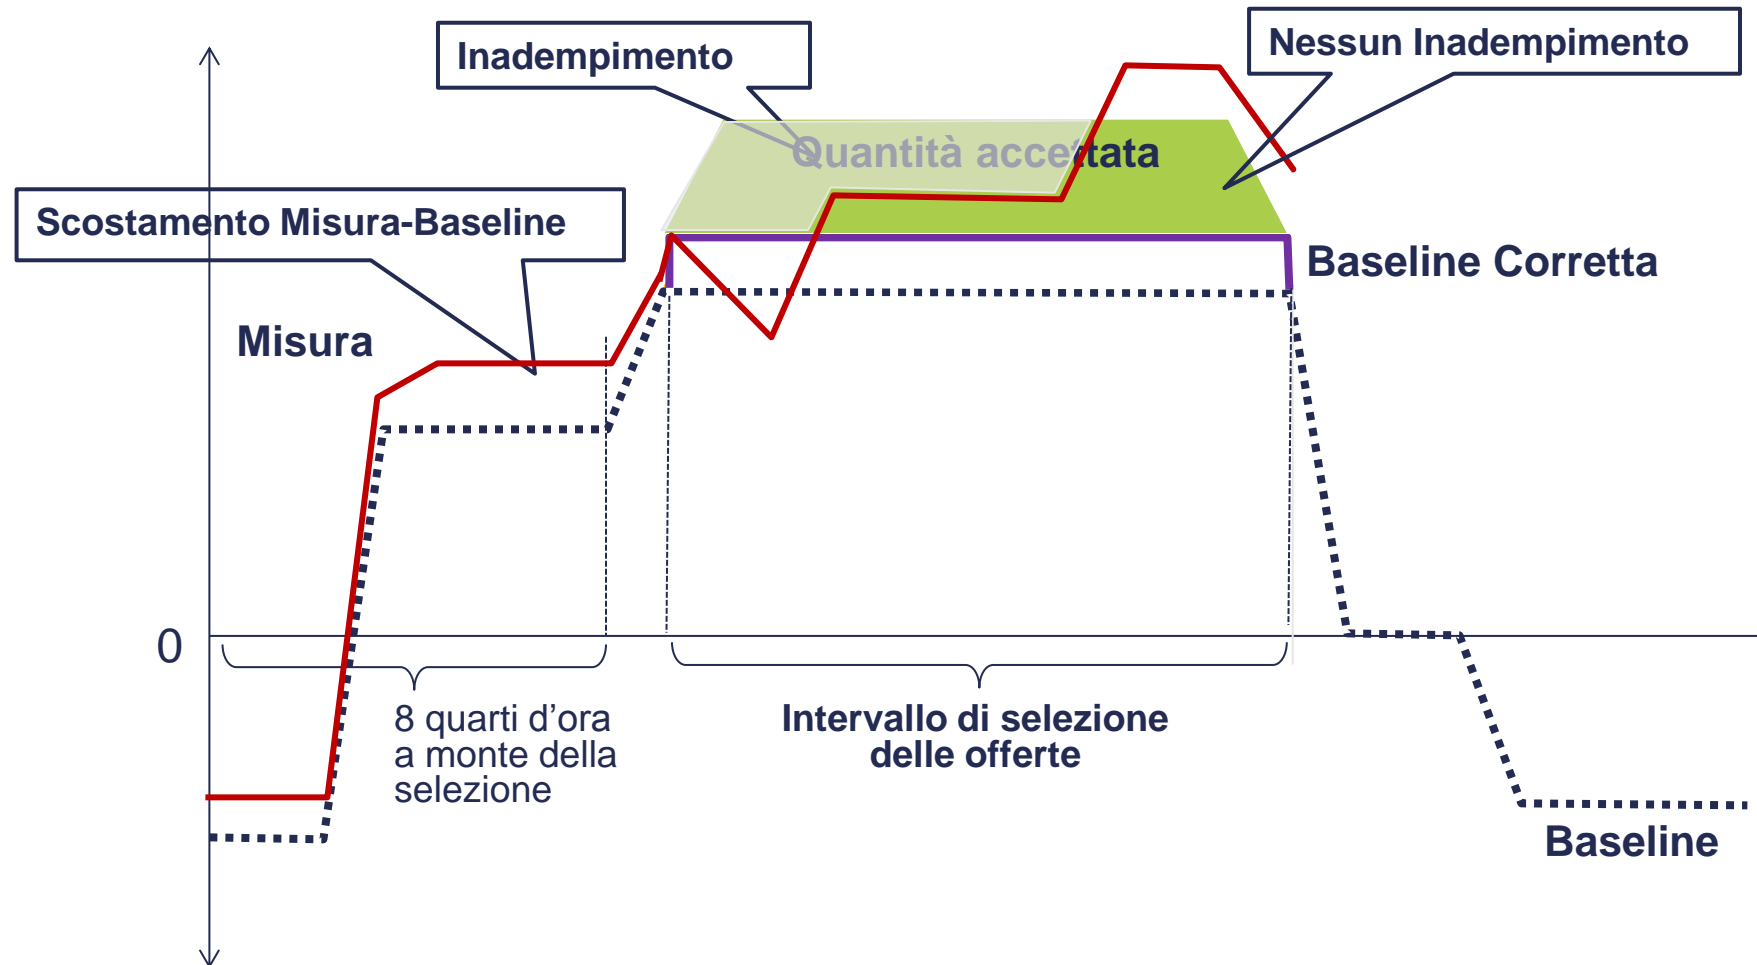 Inadempimento
Nessun Inadempimento
Quantità accettata
Scostamento Misura-Baseline
Baseline Corretta
Misura
0
8 quarti d’ora
a monte della
selezione
Intervallo di selezione
delle offerte
Baseline